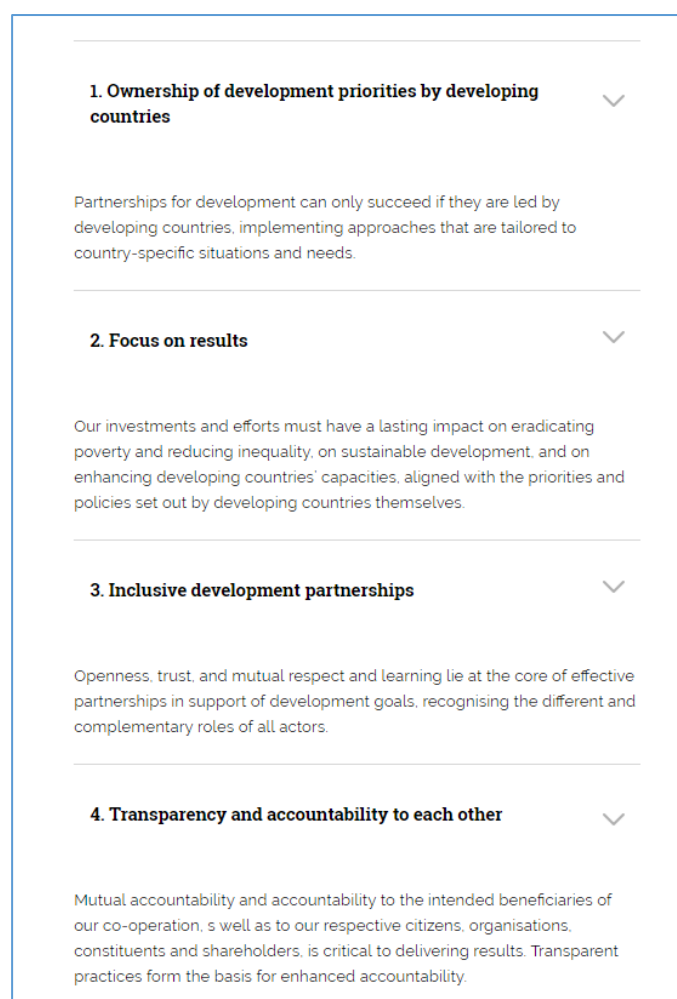 1. Ownership of development priorities by developing
countries
Partnerships for development can only succeed if they are led by
developing countries, implementing approaches that are tailored to
country-specific situations and needs.
2. Focus on results
Our investments and efforts must have a lasting impact on eradicating
poverty and reducing inequality, on sustainable development, and on
enhancing developing countries' capacities, aligned with the priorities and
policies set out by developing countries themselves.
3. Inclusive development partnerships
Openness, trust, and mutual respect and learning lie at the core of effective
partnerships in support of development goals, recognising the different and
complementary roles of all actors.
4. Transparency and accountability to each other
Mutual accountability and accountability to the intended beneficiaries of
our co-operation, s well as to our respective citizens, organisations,
constituents and shareholders, is critical to delivering results. Transparent
practices form the basis for enhanced accountability.